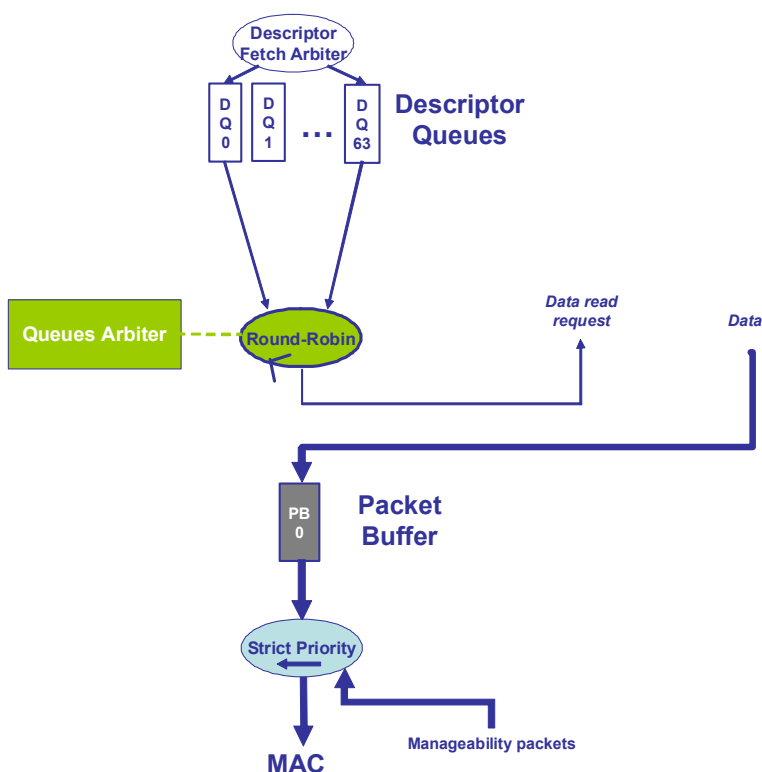 Descriptor
Fetch Arbiter
D
Q
0
D
Q
1
...
D
Q
63
Descriptor
Queues
Queues Arbiter
Round-Robin
Data read
request
Data
PB
0
Packet
Buffer
Strict Priority
Manageability packets
MAC